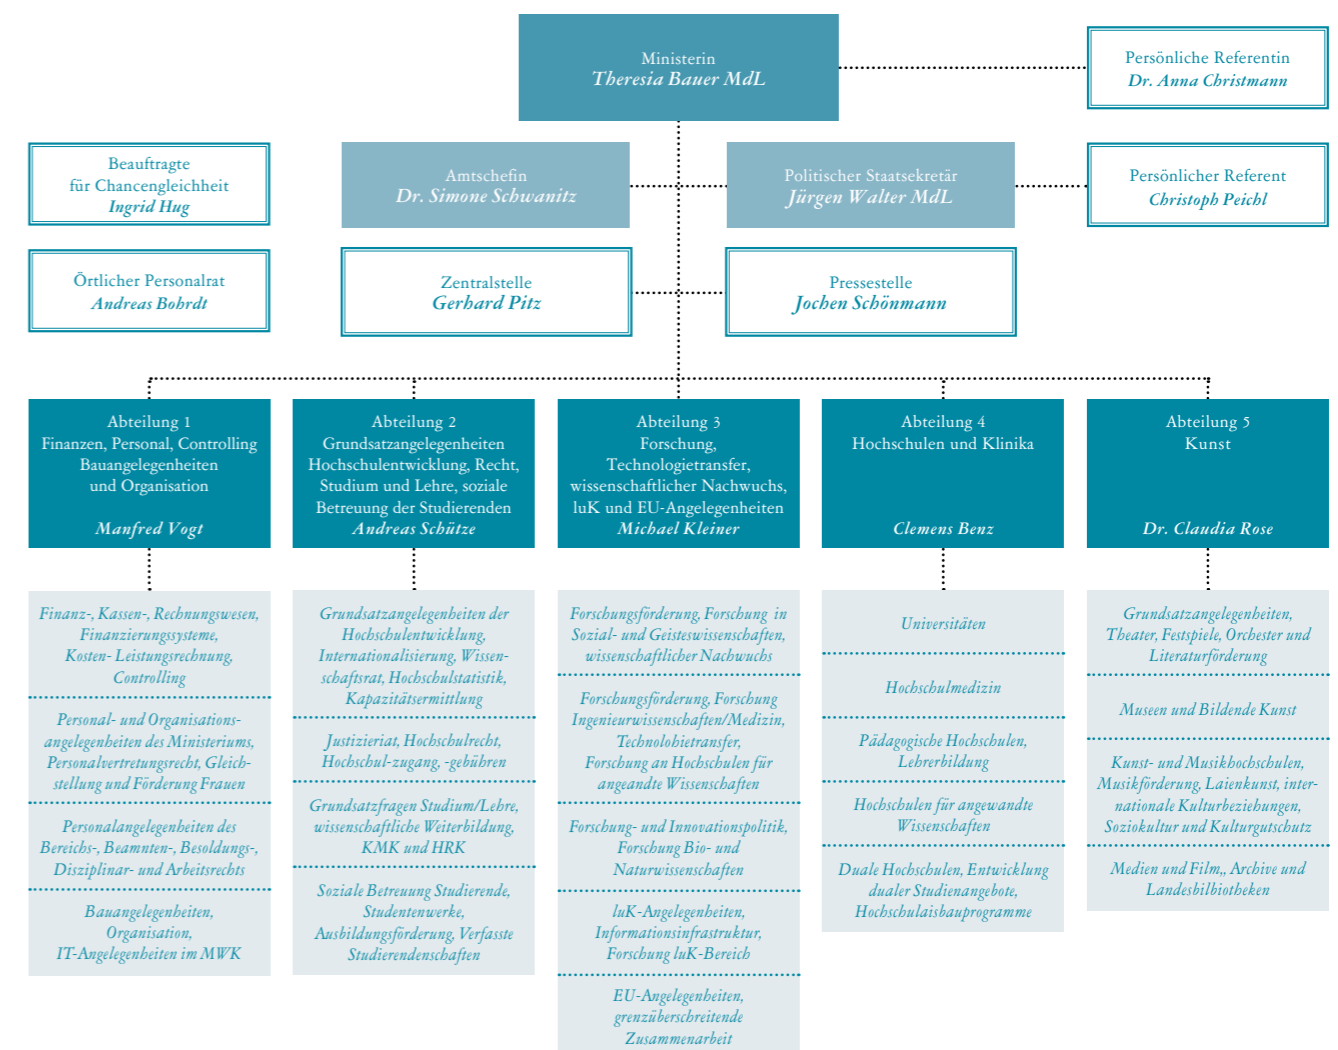 Ministerin
Theresia Bauer MdL
Persönliche Referentin
Dr. Anna Christmann
Beauftragte
für Chancengleichheit
Ingrid Hug
Amtschefin
Dr. Simone Schwanitz
Politischer Staatsekretär
Jürgen Walter MdL
Persönlicher Referent
Christoph Peichl
Örtlicher Personalrat
Andreas Bohrdt
Zentralstelle
Gerhard Pitz
Pressestelle
Jochen Schönmann
Abteilung 1
Finanzen, Personal, Controlling
Bauangelegenheiten
und Organisation
Manfred Vogt
Abteilung 2
Grundsatzangelegenheiten
Hochschulentwicklung, Recht,
Studium und Lehre, soziale
Betreuung der Studierenden
Andreas Schütze
Abteilung 3
Forschung,
Technologietransfer,
wissenschaftlicher Nachwuchs,
luK und EU-Angelegenheiten
Michael Kleiner
Abteilung 4
Hochschulen und Klinika
Clemens Benz
Abteilung 5
Kunst
Dr. Claudia Rose
Finanz-, Kassen-, Rechnungswesen,
Finanzierungssysteme,
Kosten- Leistungsrechnung,
Controlling
Personal- und Organisations-
angelegenheiten des Ministeriums,
Personalvertretungsrecht, Gleich-
stellung und Förderung Frauen
Personalangelegenheiten des
Bereichs-, Beamnten-, Besoldungs-,
Disziplinar- und Arbeitsrechts
Bauangelegenheiten,
Organisation,
IT-Angelegenheiten im MWK
Grundsatzangelegenheiten der
Hochschulentwicklung,
Internationalisierung, Wissen-
schaftsrat, Hochschulstatistik,
Kapazitätsermittlung
Justizieriat, Hochschulrecht,
Hochschul-zugang, -gebühren
Grundsatzfragen Studium/Lehre,
wissenschaftliche Weiterbildung,
KMK und HRK
Soziale Betreuung Studierende,
Studentenwerke,
Ausbildungsförderung, Verfasste
Studierendenschaften
Forschungsförderung, Forschung in
Sozial- und Geisteswissenschaften,
wissenschaftlicher Nachwuchs
Forschungsförderung, Forschung
Ingenieurwissenschaften/Medizin,
Technolohietransfer,
Forschung an Hochschulen für
angeandte Wissenschaften
Forschung- und Innovationspolitik,
Forschung Bio- und
Naturwissenschaften
luK-Angelegenheiten,
Informationsinfrastruktur,
Forschung luK-Bereich
EU-Angelegenheiten,
grenzüberschreitende
Zusammenarbeit
Universitäten
Hochschulmedizin
Pädagogische Hochschulen,
Lehrerbildung
Hochschulen für angewandte
Wissenschaften
Duale Hochschulen, Entwicklung
dualer Studienangebote,
Hochschulaisbauprogramme
Grundsatzangelegenheiten,
Theater, Festspiele, Orchester und
Literaturförderung
Museen und Bildende Kunst
Kunst- und Musikhochschulen,
Musikförderung, Laienkunst, inter-
nationale Kulturbeziehungen,
Soziokultur und Kulturgutschutz
Medien und Film,, Archive und
Landesbilbiotheken